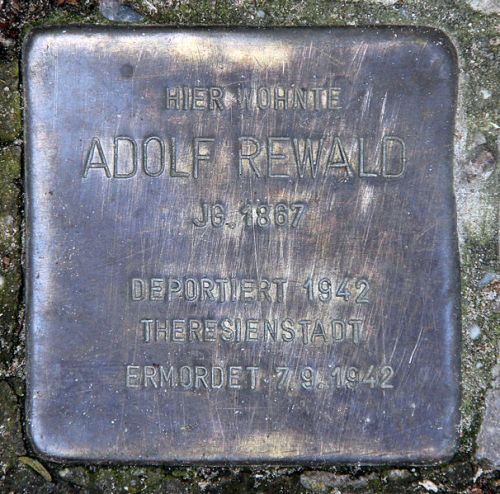 HIER WOHNTE
ADOLF REWALD
JG. 1867
DEPORTIERT 1942
THERESIENSTADT
ERMORDET 7.9.1942